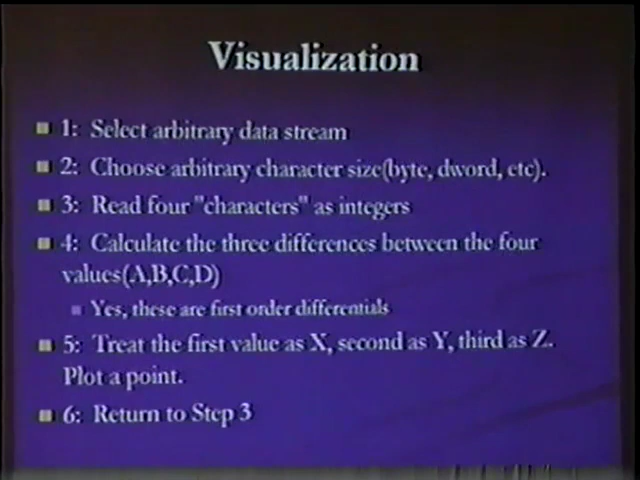 Visualization
1: Select arbitrary data stream
2: Choose arbitrary character size(byte, dword, etc).
3: Read four "characters" as integers
4: Calculate the three differences between the four
values(A,B,C,D)
Yes, these are first order differentials
5: Treat the first value as X, second as Y, third as Z.
Plot a point.
6: Return to Step 3